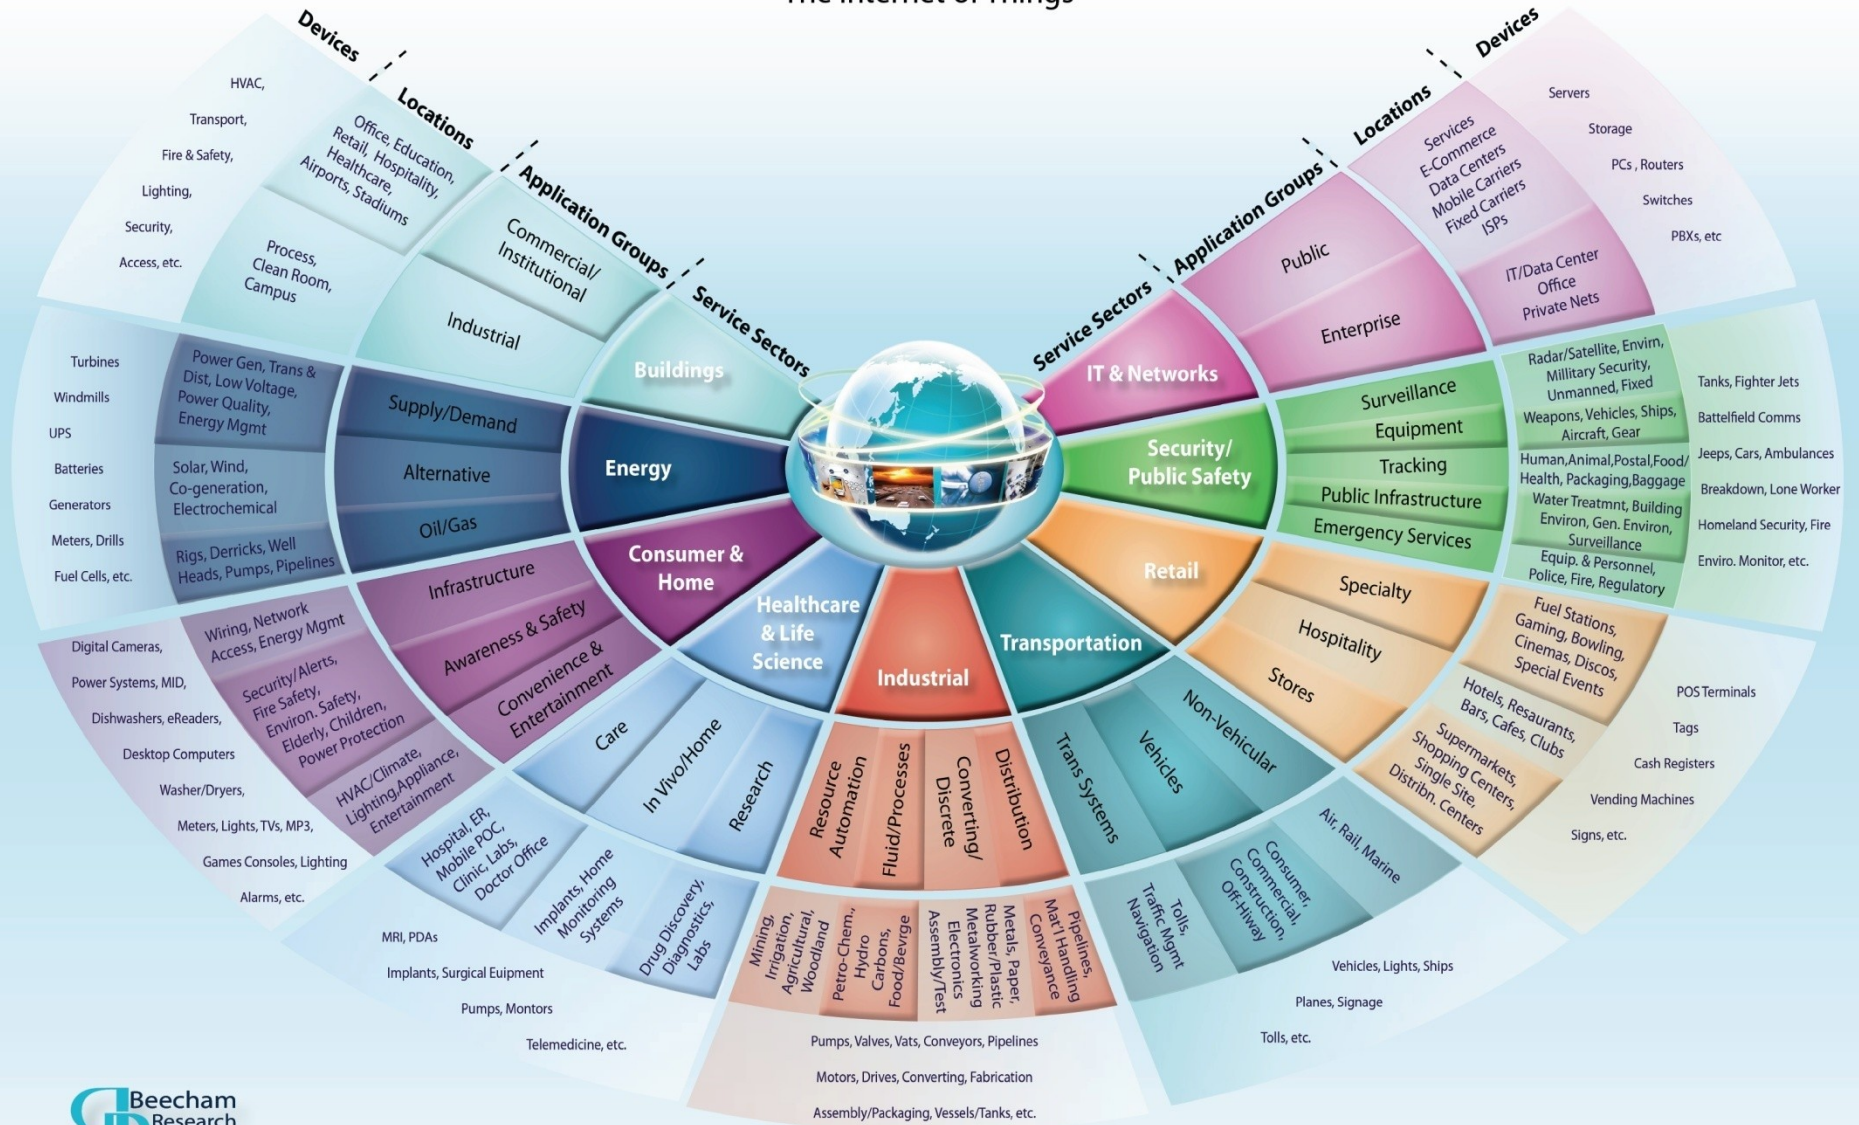 The Internet of Things
Devices
Locations
Application Groups
Service Sectors
Service Sectors
Application Groups
Locations
Devices
HVAC,
Transport,
Fire & Safety,
Lighting,
Security,
Access, etc.
Office, Education,
Retail, Hospitality,
Healthcare,
Airports, Stadiums
Process,
Clean Room,
Campus
Commercial/
Institutional
Industrial
Buildings
Turbines
Windmills
UPS
Batteries
Generators
Meters, Drills
Fuel Cells, etc.
Power Gen, Trans &
Dist, Low Voltage,
Power Quality,
Energy Mgmt
Solar, Wind,
Co-generation,
Electrochemical
Rigs, Derricks, Well
Heads, Pumps, Pipelines
Supply/Demand
Alternative
Oil/Gas
Energy
Digital Cameras,
Power Systems, MID,
Dishwashers, eReaders,
Desktop Computers
Washer/Dryers,
Meters, Lights, TVs, MP3,
Games Consoles, Lighting
Alarms, etc.
Wiring, Network
Access, Energy Mgmt
Security/Alerts,
Fire Safety,
Environ. Safety,
Elderly, Children,
Power Protection
HVAC/Climate,
Lighting,Appliance,
Entertainment
Infrastructure
Awareness & Safety
Convenience &
Entertainment
Consumer &
Home
Healthcare
& Life
Science
Care
In Vivo/Home
Research
Hospital, ER,
Mobile POC,
Clinic, Labs,
Doctor Office
Implants, Home
Monitoring
Systems
Drug Discovery,
Diagnostics,
Labs
MRI, PDAs
Implants, Surgical Euipment
Pumps, Montors
Telemedicine, etc.
Industrial
Resource
Automation
Fluid/Processes
Converting/
Discrete
Distribution
Mining,
Irrigation,
Agricultural,
Woodland
Petro-Chem.,
Hydro
Carbons,
Food/Bevrge
Metals, Paper,
Rubber/Plastic
Metalworking
Electronics
Assembly/Test
Pipelines,
Mat'l Handling
Conveyance
Pumps, Valves, Vats, Conveyors, Pipelines
Motors, Drives, Converting, Fabrication
Assembly/Packaging, Vessels/Tanks, etc.
Transportation
Trans Systems
Vehicles
Non-Vehicular
Tolls,
Traffic Mgmt
Navigation
Consumer,
Commercial,
Construction,
Off-Hiway
Air, Rail, Marine
Vehicles, Lights, Ships
Planes, Signage
Tolls, etc.
Retail
Specialty
Hospitality
Stores
Fuel Stations,
Gaming, Bowling,
Cinemas, Discos,
Special Events
Hotels, Resaurants,
Bars, Cafes, Clubs
Supermarkets,
Shopping Centers,
Single Site,
Distribn. Centers
POS Terminals
Tags
Cash Registers
Vending Machines
Signs, etc.
Security/
Public Safety
Surveillance
Equipment
Tracking
Public Infrastructure
Emergency Services
Radar/Satellite, Envirn,
Millitary Security,
Unmanned, Fixed
Weapons, Vehicles, Ships,
Aircraft, Gear
Human,Animal,Postal,Food/
Health, Packaging,Baggage
Water Treatmnt, Building
Environ, Gen. Environ,
Surveillance
Equip. & Personnel,
Police, Fire, Regulatory
Tanks, Fighter Jets
Battelfield Comms
Jeeps, Cars, Ambulances
Breakdown, Lone Worker
Homeland Security, Fire
Enviro. Monitor, etc.
IT & Networks
Public
Enterprise
Services
E-Commerce
Data Centers
Mobile Carriers
Fixed Carriers
ISPs
IT/Data Center
Office
Private Nets
Servers
Storage
PCs , Routers
Switches
PBXs, etc
Beecham
Research